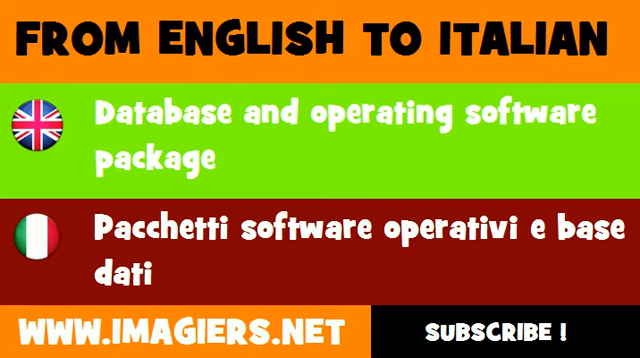 FROM ENGLISH TO ITALIAN
Database and operating software
package
Pacchetti software operativi e base
dati
WWW.IMAGIERS.NET
SUBSCRIBE !